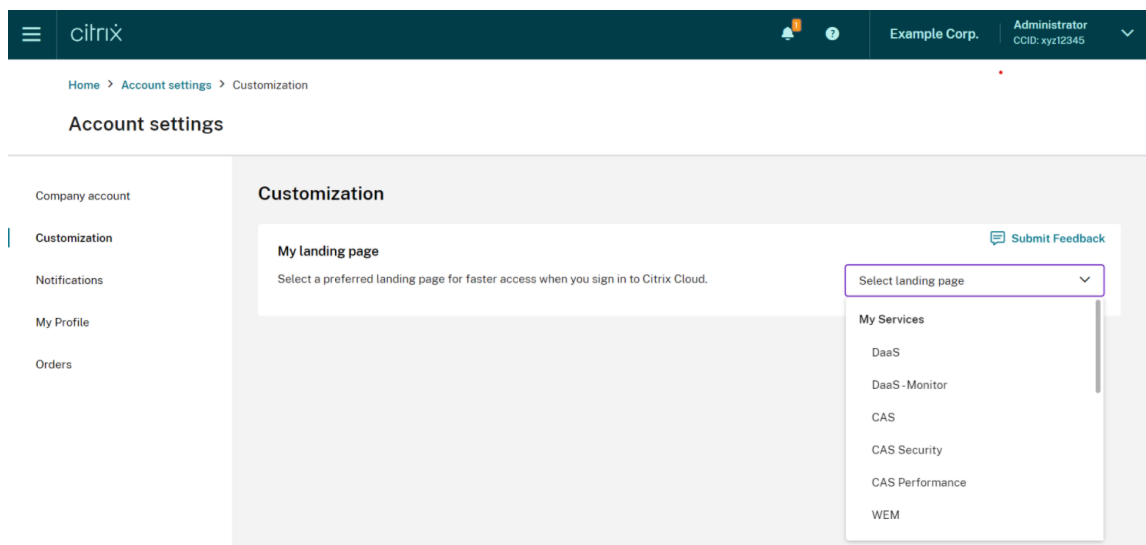 citrix
1
?
Example Corp.
Administrator
CCID: xyz12345
Home > Account settings > Customization
Account settings
Company account
Customization
Notifications
My Profile
Orders
Customization
Submit Feedback
My landing page
Select a preferred landing page for faster access when you sign in to Citrix Cloud.
Select landing page
My Services
DaaS
DaaS - Monitor
CAS
CAS Security
CAS Performance
WEM